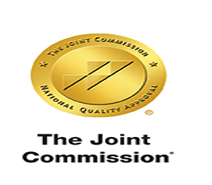 THE JOINT COMMISSION
NATIONAL QUALITY APPROVAL
®
The Joint
Commission®